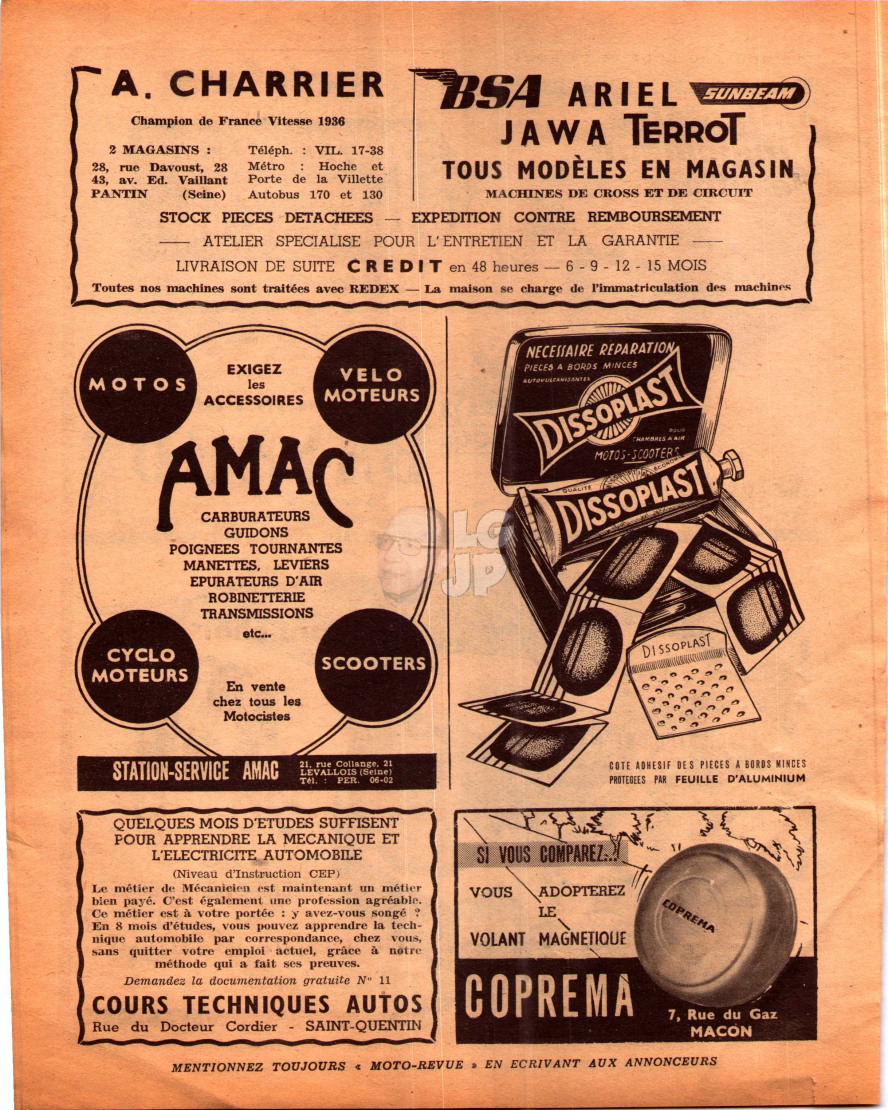 A. CHARRIER
Champion de France Vitesse 1936
2 MAGASINS :
28, rue Davoust, 28
43, av. Ed. Vaillant
PANTIN (Seine)
Téléph. : VIL. 17-38
Métro : Hoche et
Porte de la Villette
Autobus 170 et 130
BSA ARIEL SUNBEAM
JAWA TERROT
TOUS MODÈLES EN MAGASIN
MACHINES DE CROSS ET DE CIRCUIT
STOCK PIECES DETACHEES — EXPEDITION CONTRE REMBOURSEMENT
— ATELIER SPECIALISE POUR L'ENTRETIEN ET LA GARANTIE —
LIVRAISON DE SUITE CREDIT en 48 heures — 6 - 9 - 12 - 15 MOIS
Toutes nos machines sont traitées avec REDEX — La maison se charge de l'immatriculation des machines
MOTOS
EXIGEZ
les
ACCESSOIRES
VELO
MOTEURS
AMAC
CARBURATEURS
GUIDONS
POIGNEES TOURNANTES
MANETTES, LEVIERS
EPURATEURS D'AIR
ROBINETTERIE
TRANSMISSIONS
etc...
CYCLO
MOTEURS
En vente
chez tous les
Motocistes
SCOOTERS
STATION-SERVICE AMAC
21, rue Collange, 21
LEVALLOIS (Seine)
Tél. : PER. 06-02
NECESSAIRE REPARATION
PIECES A BORDS MINCES
AUTOVULCANISANTES
DISSOPLAST
POUR
CHAMBRES A AIR
MOTOS-SCOOTERS
QUALITÉ
DISSOPLAST
DISSOPLAST
COTE ADHESIF DES PIECES A BORDS MINCES
PROTEGEES PAR FEUILLE D'ALUMINIUM
LG
JP
QUELQUES MOIS D'ETUDES SUFFISENT
POUR APPRENDRE LA MECANIQUE ET
L'ELECTRICITE AUTOMOBILE
(Niveau d'Instruction CEP)
Le métier de Mécanicien est maintenant un métier
bien payé. C'est également une profession agréable.
Ce métier est à votre portée : y avez-vous songé ?
En 8 mois d'études, vous pouvez apprendre la tech-
nique automobile par correspondance, chez vous,
sans quitter votre emploi actuel, grâce à notre
méthode qui a fait ses preuves.
Demandez la documentation gratuite N° 11
COURS TECHNIQUES AUTOS
Rue du Docteur Cordier - SAINT-QUENTIN
SI VOUS COMPAREZ...
VOUS ADOPTEREZ
LE
VOLANT MAGNETIQUE
COPREMA
COPREMA
7, Rue du Gaz
MACON
MENTIONNEZ TOUJOURS « MOTO-REVUE » EN ECRIVANT AUX ANNONCEURS